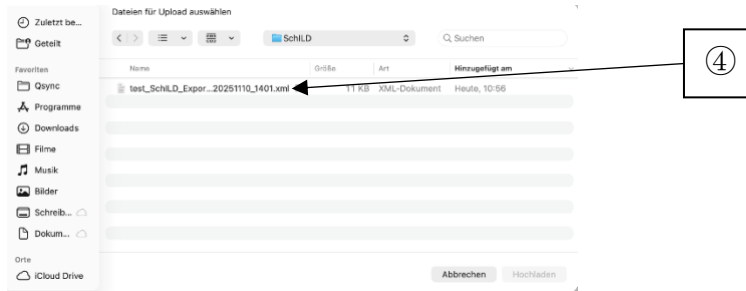 Dateien für Upload auswählen
Zuletzt be...
Geteilt
SchILD
Suchen
Favoriten
Name Größe Art Hinzugefügt am
Qsync
test_SchILD_Expor...20251110_1401.xml 11 KB XML-Dokument Heute, 10:56
④
Programme
Downloads
Filme
Musik
Bilder
Schreib...
Dokum...
Orte
iCloud Drive
Abbrechen Hochladen